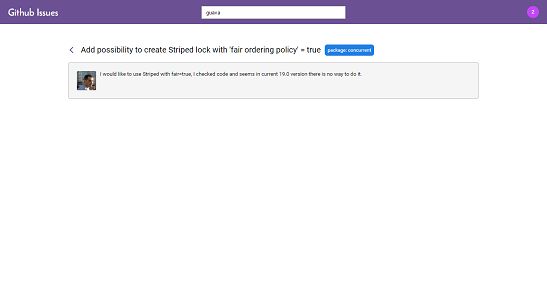 Github Issues
guava
Z
Add possibility to create Striped lock with 'fair ordering policy' = true
package: concurrent
I would like to use Striped with fair=true, I checked code and seems in current 19.0 version there is no way to do it.